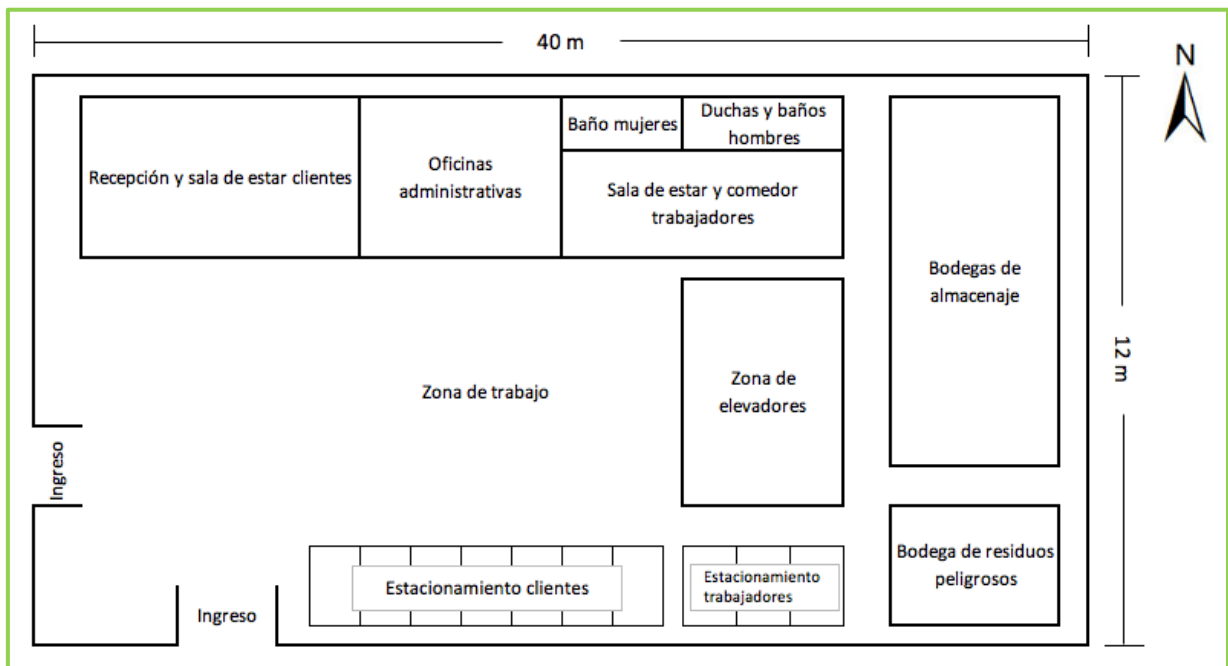 40 m
N
Baño mujeres
Duchas y baños
hombres
Recepción y sala de estar clientes
Oficinas
administrativas
Sala de estar y comedor
trabajadores
Bodegas de
almacenaje
12 m
Zona de trabajo
Zona de
elevadores
Ingreso
Bodega de residuos
peligrosos
Estacionamiento clientes
Estacionamiento
trabajadores
Ingreso